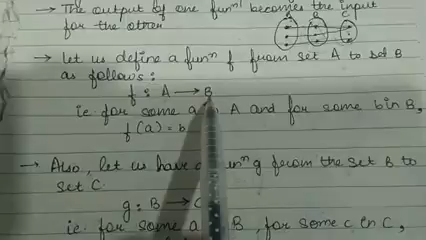 → The output of one funⁿ becomes the input
for the other
A B C
→ Let us define a funⁿ f from set A to set B
as follows:
f : A → B
ie for some a in A and for some b in B,
f(a) = b
→ Also, let us have a funⁿ g from the set B to
set C.
g : B → C
ie for some a B, for some c in C,